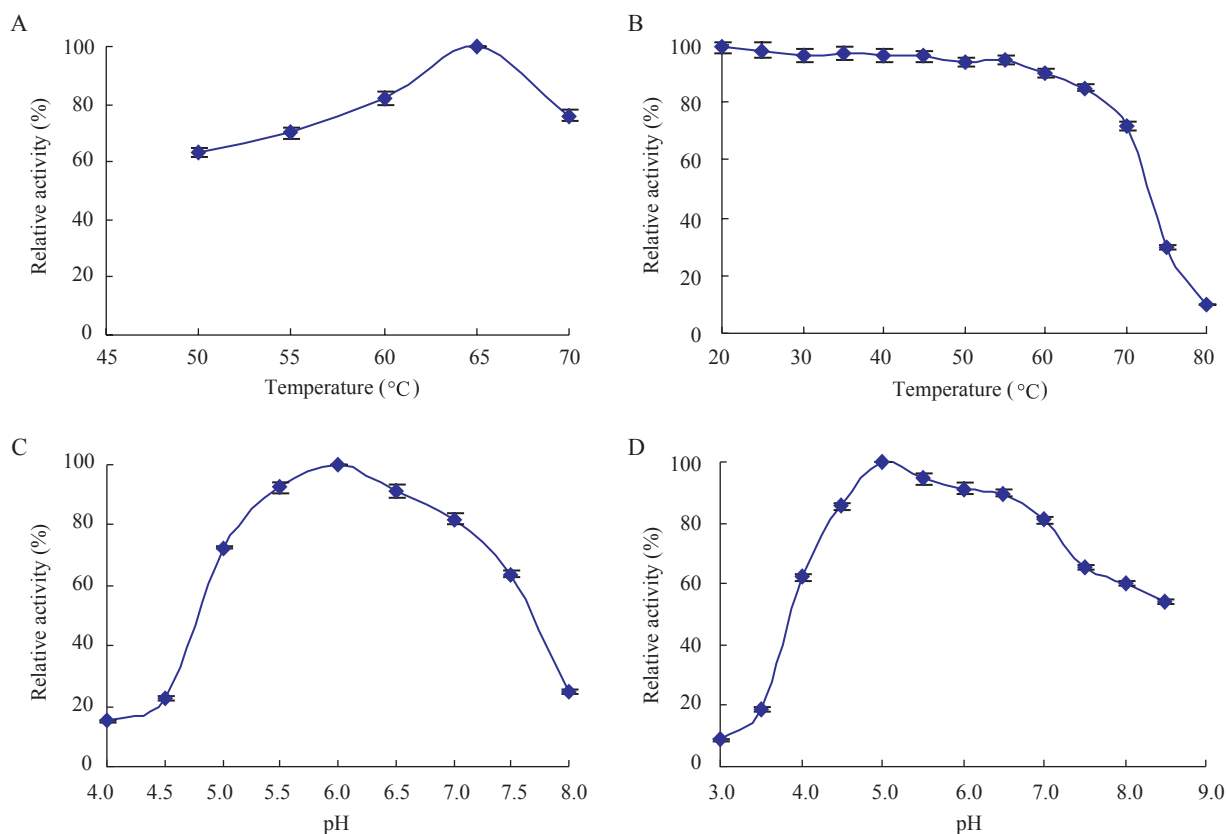 A
Relative activity (%)
100
80
60
40
20
0
45 50 55 60 65 70
Temperature (°C)
B
Relative activity (%)
100
80
60
40
20
0
20 30 40 50 60 70 80
Temperature (°C)
C
Relative activity (%)
100
80
60
40
20
0
4.0 4.5 5.0 5.5 6.0 6.5 7.0 7.5 8.0
pH
D
Relative activity (%)
100
80
60
40
20
0
3.0 4.0 5.0 6.0 7.0 8.0 9.0
pH